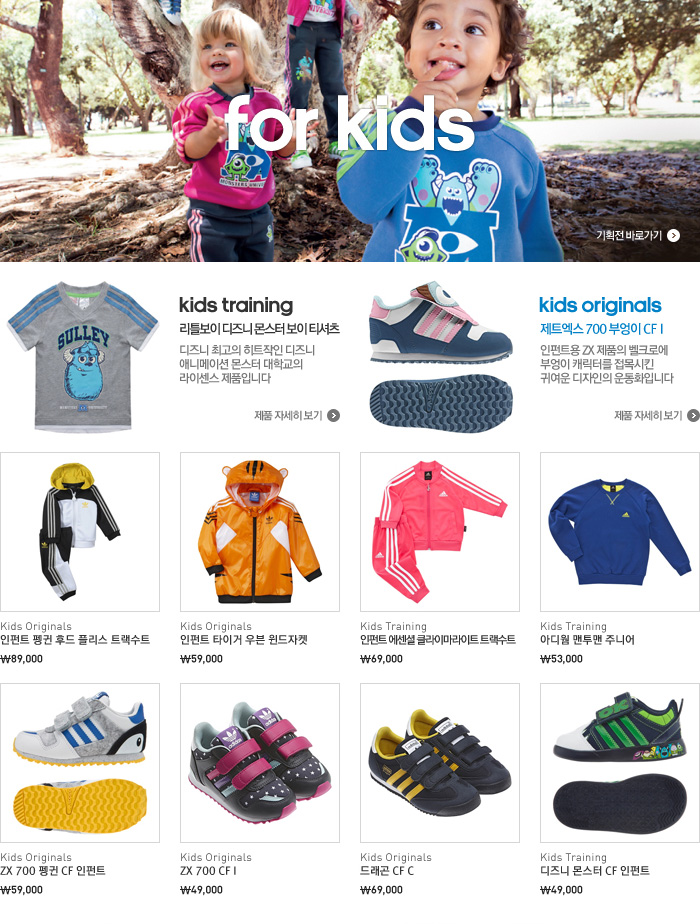 for kids
MONSTERS UNIVERSITY
기획전 바로가기
SULLEY
kids training
리틀보이 디즈니 몬스터 보이 티셔츠
디즈니 최고의 히트작인 디즈니
애니메이션 몬스터 대학교의
라이센스 제품입니다
제품 자세히 보기
kids originals
제트엑스 700 부엉이 CF I
인펀트용 ZX 제품의 벨크로에
부엉이 캐릭터를 접목시킨
귀여운 디자인의 운동화입니다
제품 자세히 보기
Kids Originals
인펀트 펭귄 후드 플리스 트랙수트
₩89,000
Kids Originals
인펀트 타이거 우븐 윈드자켓
₩59,000
Kids Training
인펀트 에센셜 클라이마라이트 트랙수트
₩69,000
Kids Training
아디웜 맨투맨 주니어
₩53,000
Kids Originals
ZX 700 펭귄 CF 인펀트
₩59,000
Kids Originals
ZX 700 CF I
₩49,000
Kids Originals
드래곤 CF C
₩69,000
Kids Training
디즈니 몬스터 CF 인펀트
₩49,000